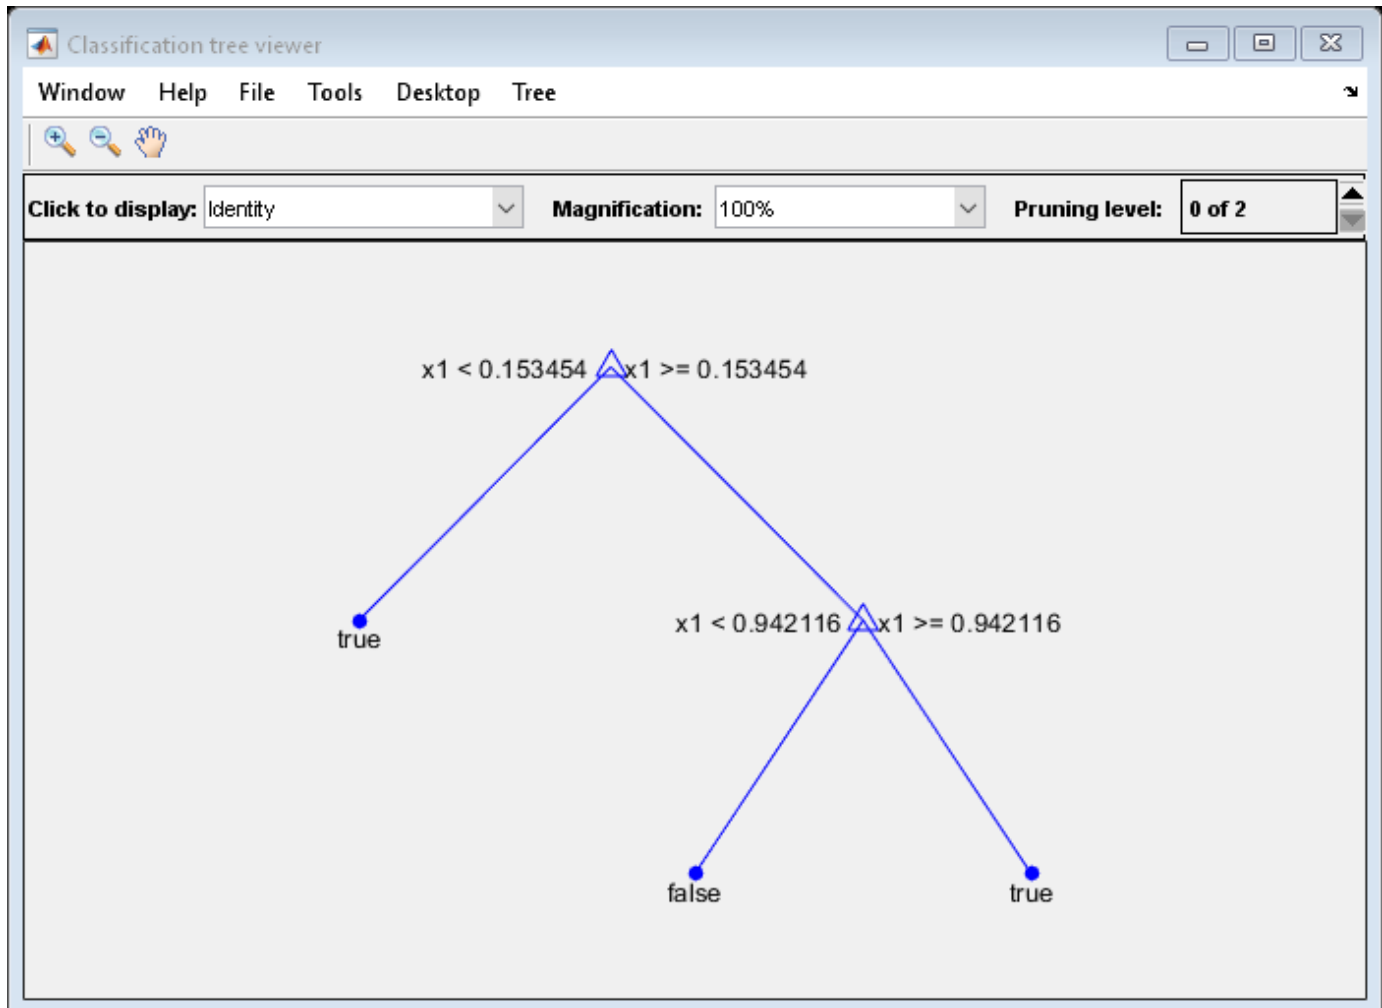 Classification tree viewer
Window Help File Tools Desktop Tree
Click to display: Identity Magnification: 100% Pruning level: 0 of 2
x1 < 0.153454 x1 >= 0.153454
true
x1 < 0.942116 x1 >= 0.942116
false true